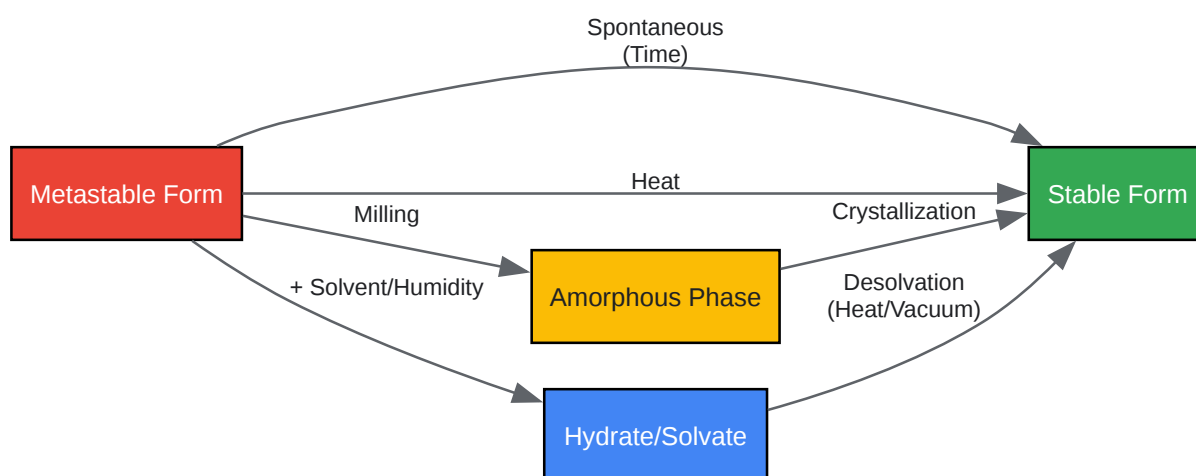 Spontaneous
(Time)
Metastable Form
Heat
Stable Form
Milling
Crystallization
+ Solvent/Humidity
Amorphous Phase
Desolvation
(Heat/Vacuum)
Hydrate/Solvate